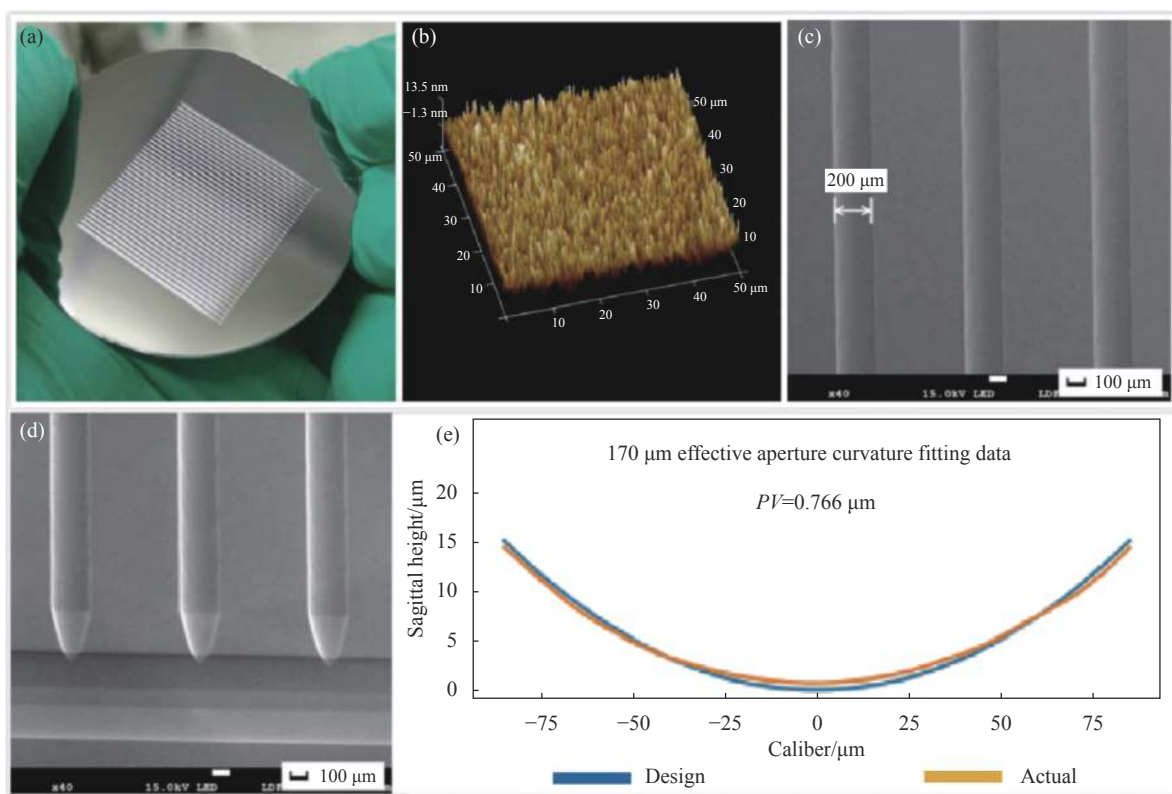 (a)
(b)
13.5 nm
−1.3 nm
50 μm
40
30
20
10
10
20
30
40
50 μm
10
20
30
40
50 μm
(c)
200 μm
x40
15.0kV LED
100 μm
(d)
x40
15.0kV LED
100 μm
(e)
170 μm effective aperture curvature fitting data
PV=0.766 μm
Sagittal height/μm
20
15
10
5
0
−75
−50
−25
0
25
50
75
Caliber/μm
Design
Actual